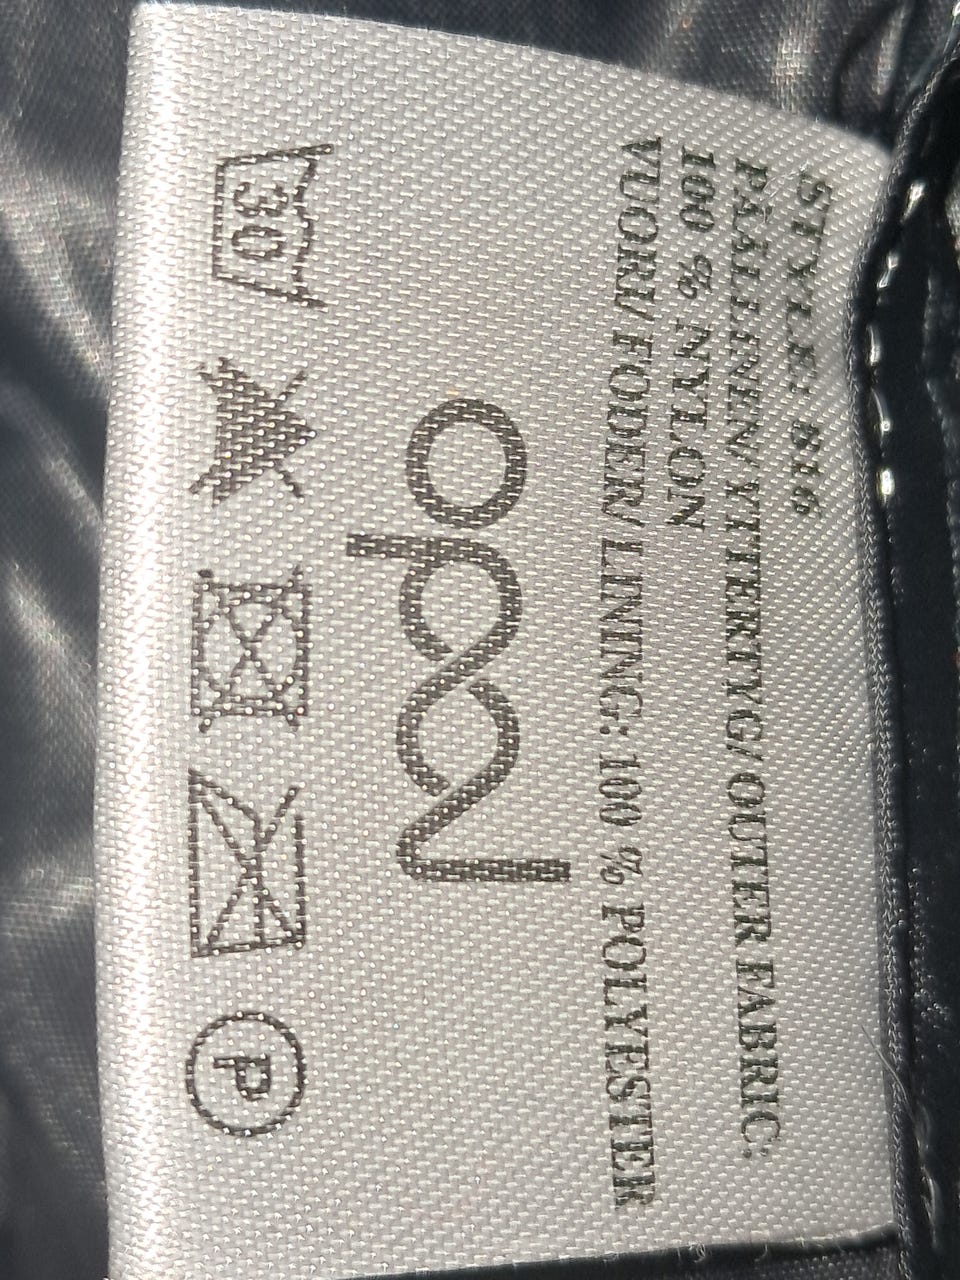 STYLE: 816
PÄÄLLINEN/ YTTERTYG/ OUTER FABRIC:
100 % NYLON
VUORI/ FODER/ LINING: 100 % POLYESTER
30
P